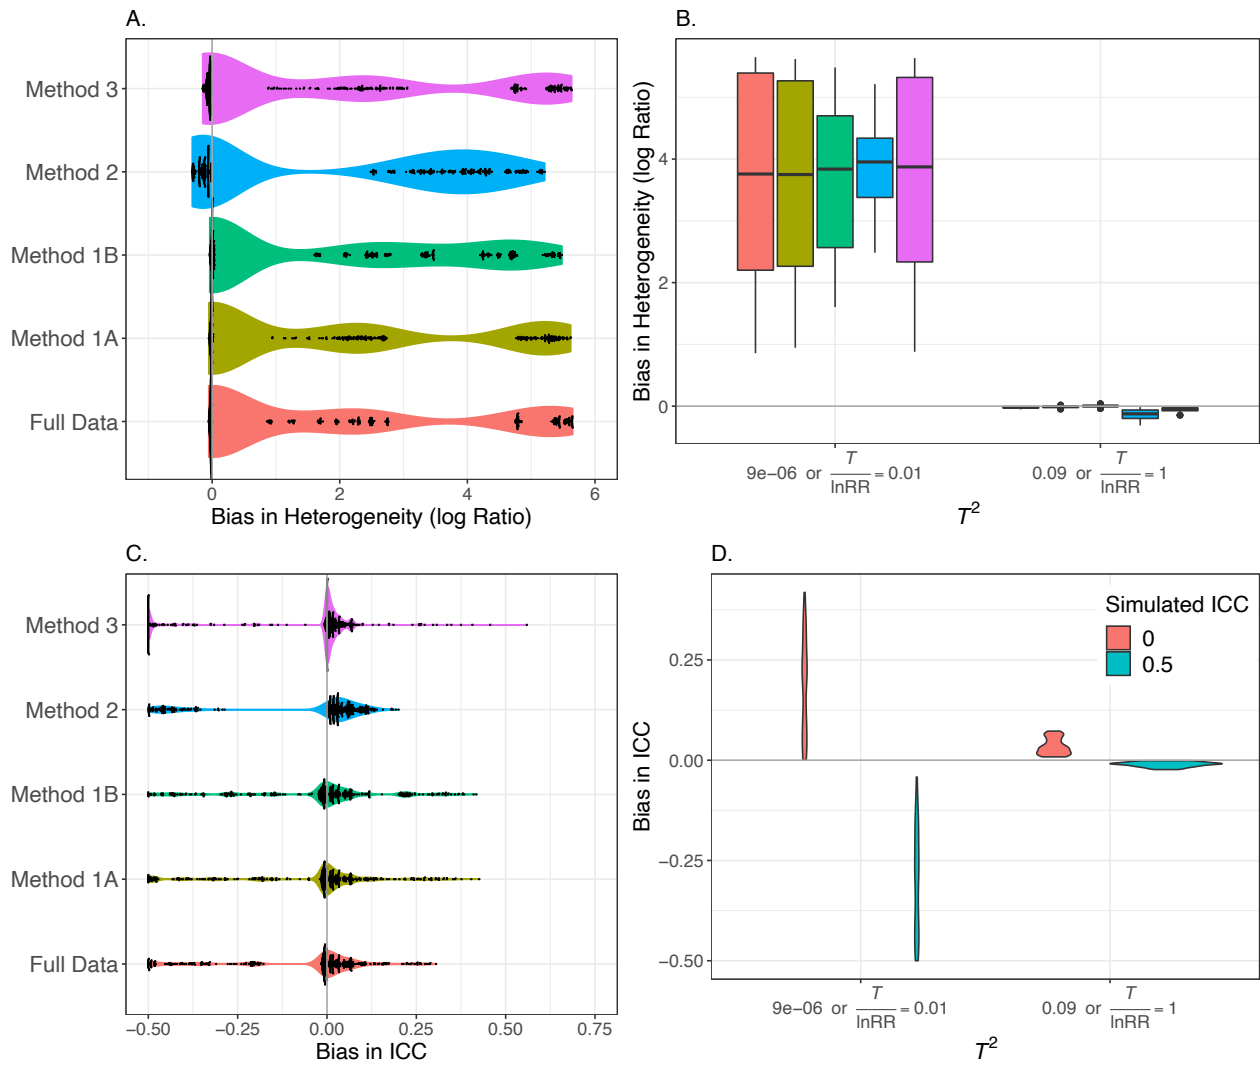 A.
Method 3
Method 2
Method 1B
Method 1A
Full Data
0 2 4 6
Bias in Heterogeneity (log Ratio)
B.
Bias in Heterogeneity (log Ratio)
4
2
0
9e−06 or T/lnRR = 0.01
0.09 or T/lnRR = 1
T²
C.
Method 3
Method 2
Method 1B
Method 1A
Full Data
−0.50 −0.25 0.00 0.25 0.50 0.75
Bias in ICC
D.
Bias in ICC
0.25
0.00
−0.25
−0.50
Simulated ICC
0
0.5
9e−06 or T/lnRR = 0.01
0.09 or T/lnRR = 1
T²